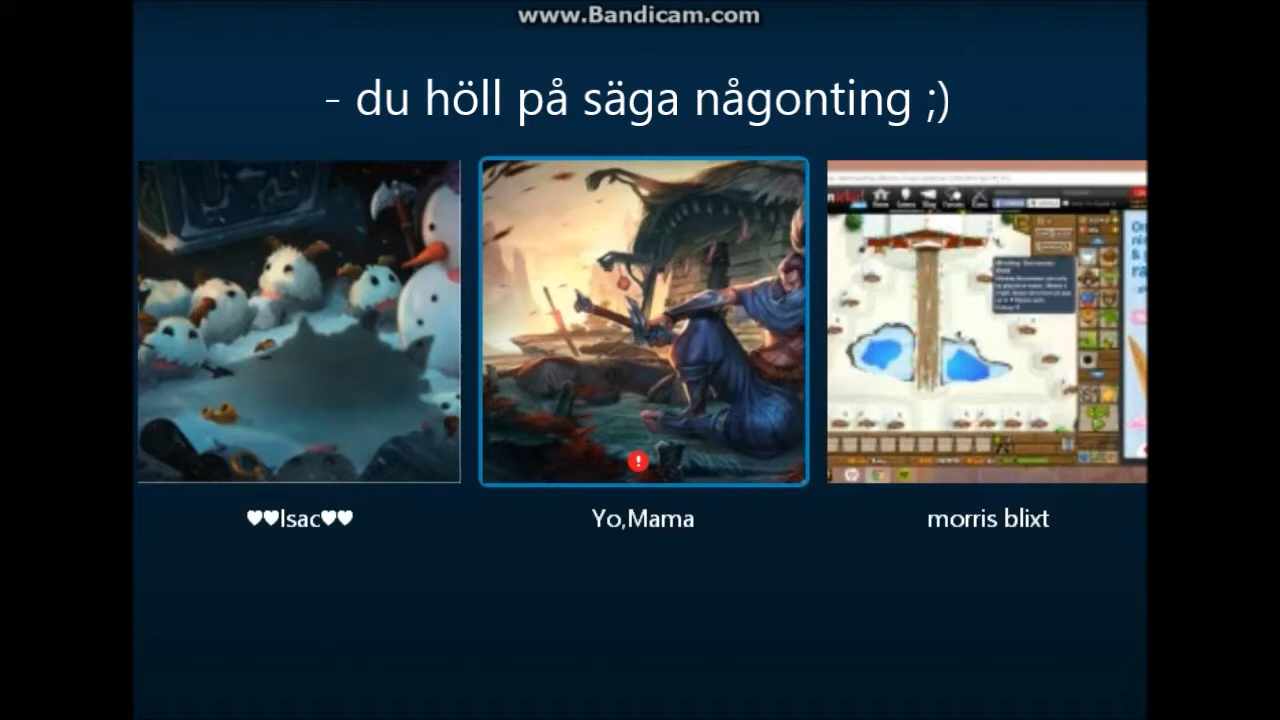 www.Bandicam.com
- du höll på säga någonting ;)
♥♥Isac♥♥
Yo,Mama
morris blixt